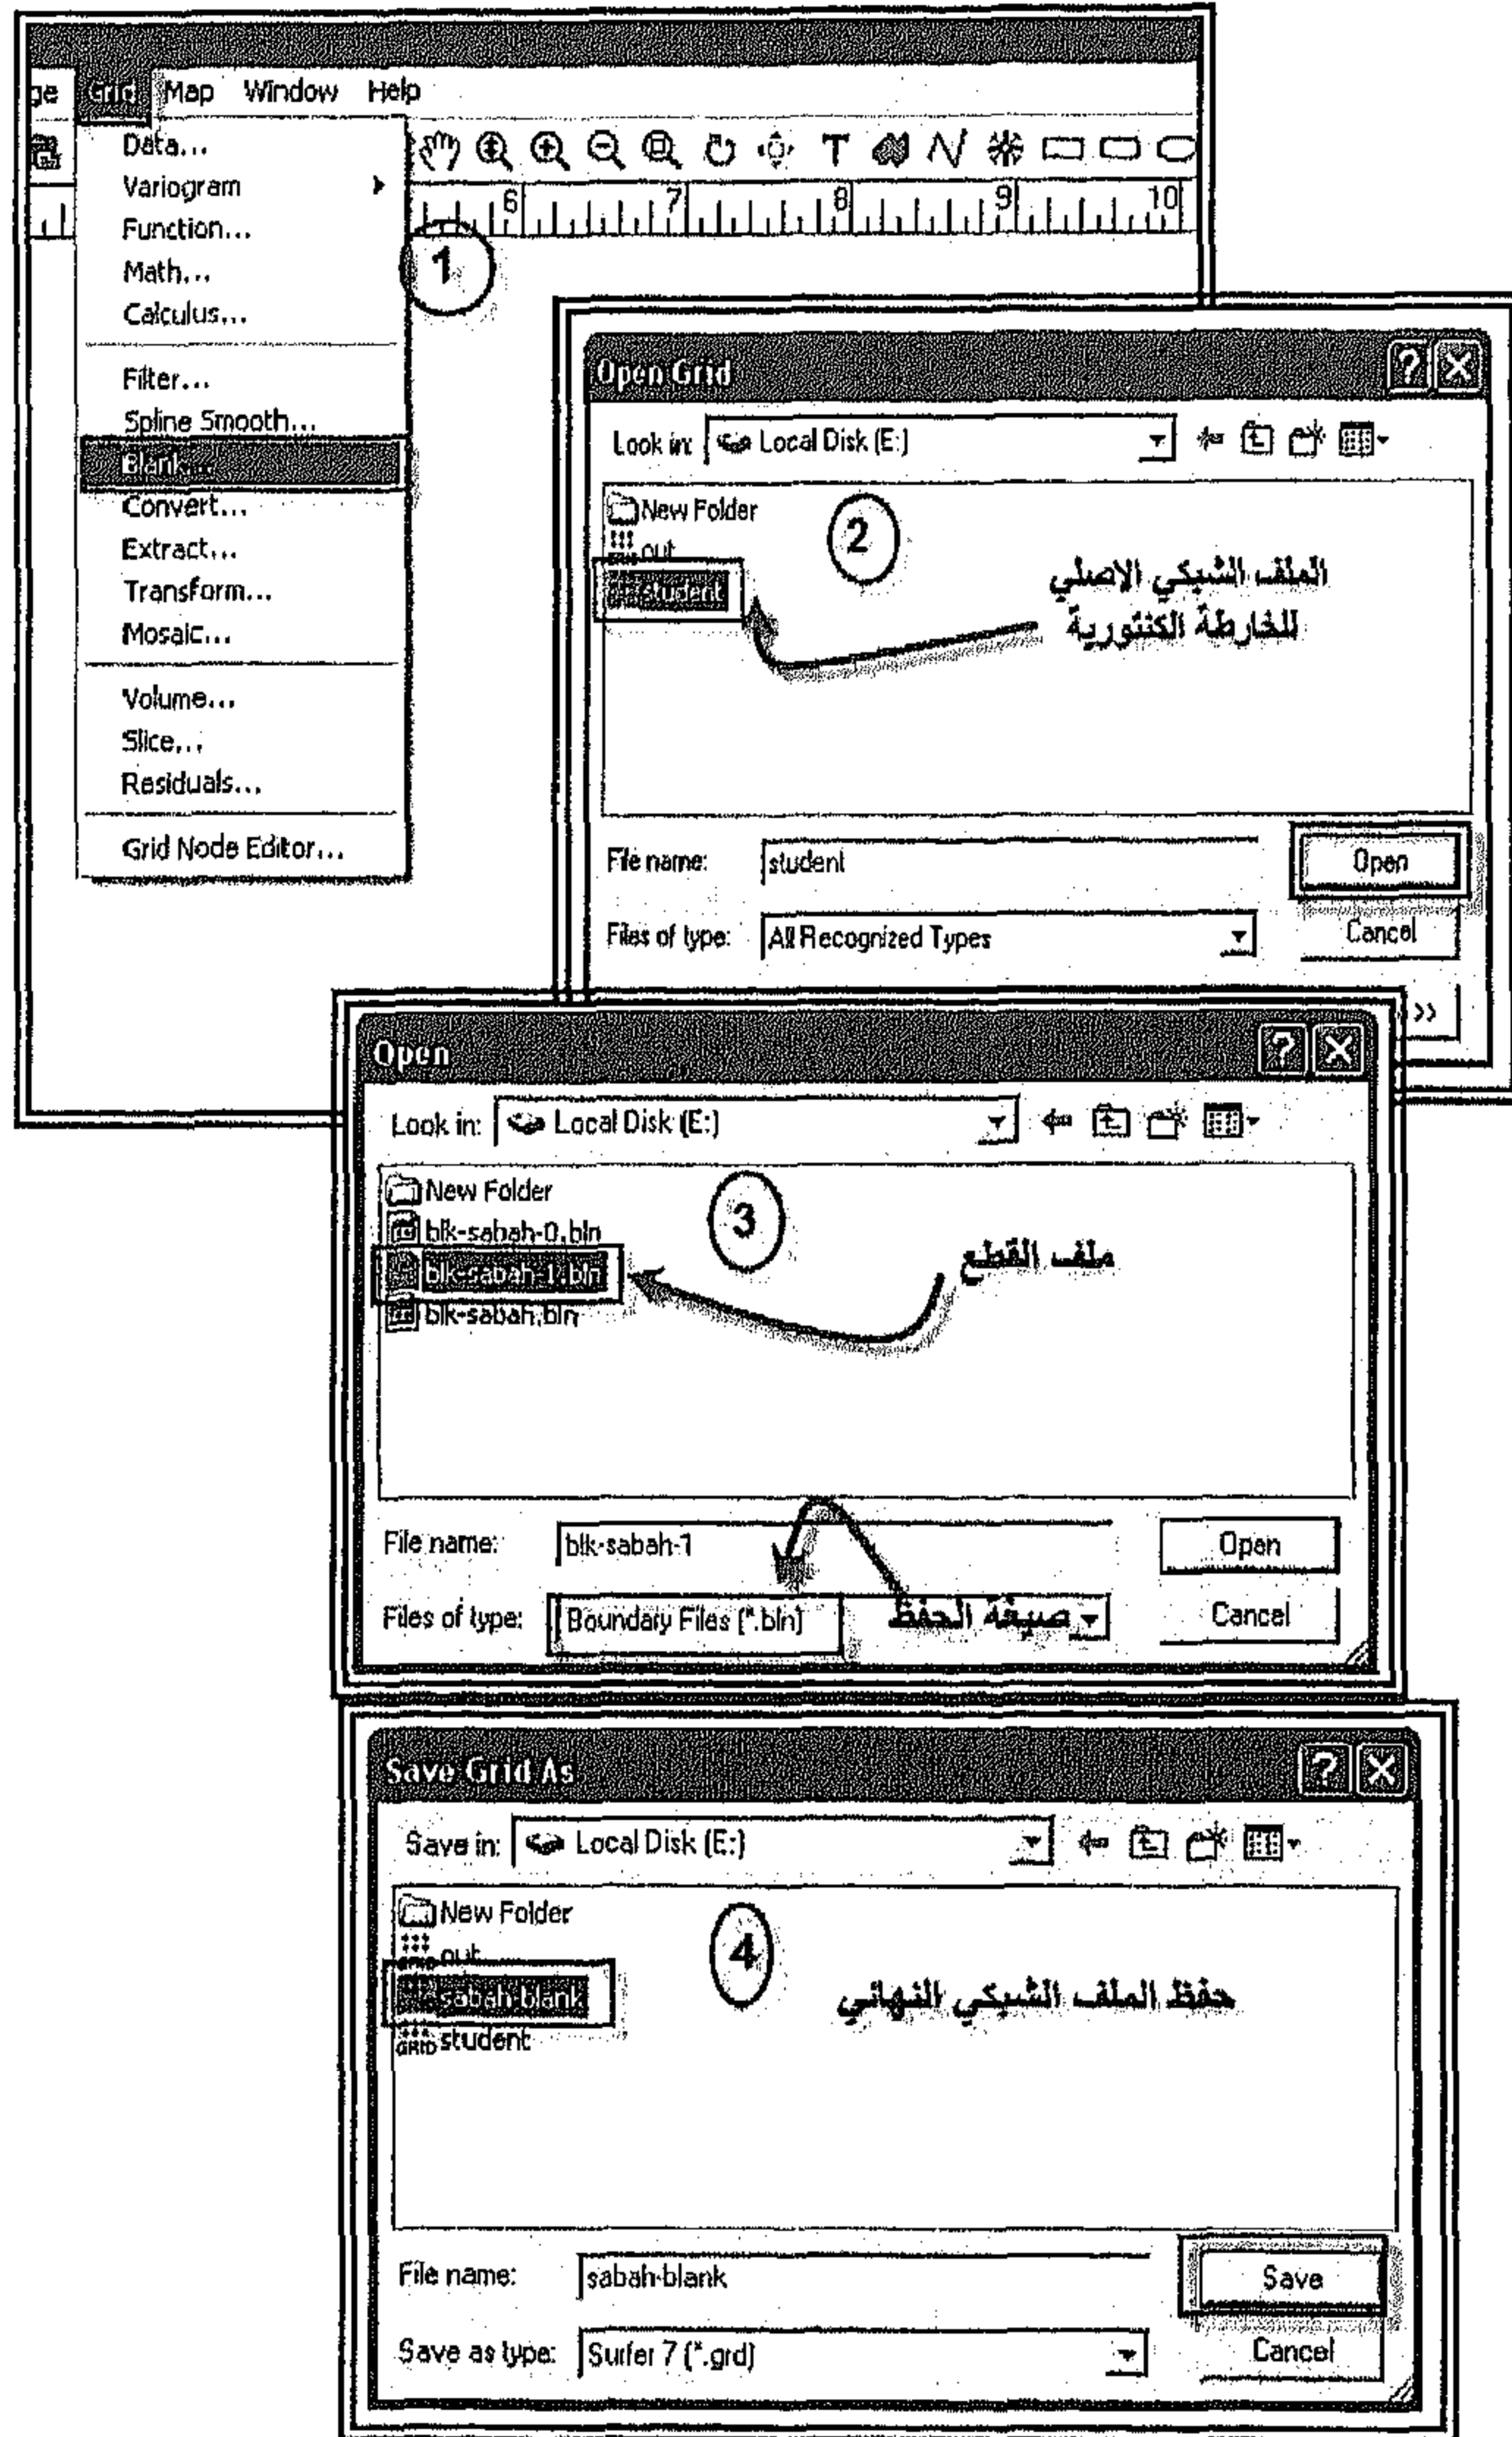 ge Grid Map Window Help
Data...
Variogram
Function...
Math...
Calculus...
Filter...
Spline Smooth...
Blank...
Convert...
Extract...
Transform...
Mosaic...
Volume...
Slice...
Residuals...
Grid Node Editor...
T
6 7 8 9 10
1
Open Grid
Look in: Local Disk (E:)
New Folder
out
student
2
الملف الشبكي الاصلي
للخارطة الكنتورية
File name: student
Open
Files of type: All Recognized Types
Cancel
>>
Open
Look in: Local Disk (E:)
New Folder
blk-sabah-0.bln
blk-sabah-1.bln
blk-sabah.bln
3
ملف القطع
File name: blk-sabah-1
Open
Files of type: Boundary Files (*.bln)
صيغة الحفظ
Cancel
Save Grid As
Save in: Local Disk (E:)
New Folder
out
sabah-blank
GRID student
4
حفظ الملف الشبكي النهائي
File name: sabah-blank
Save
Save as type: Surfer 7 (*.grd)
Cancel